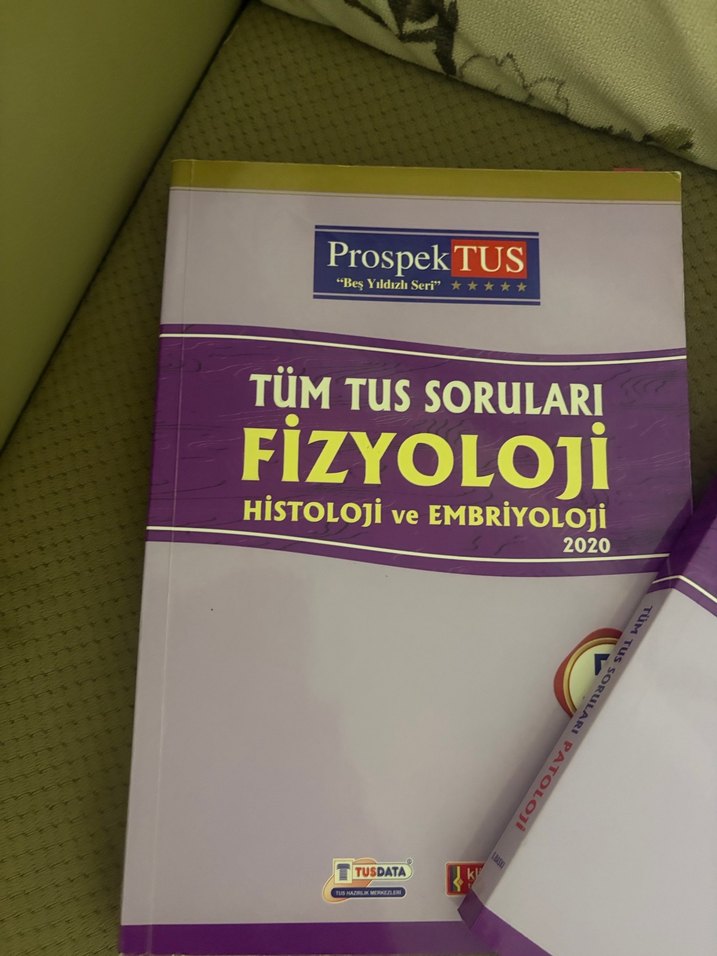 ProspekTUS
"Beş Yıldızlı Seri"
TÜM TUS SORULARI
FİZYOLOJİ
HİSTOLOJİ ve EMBRİYOLOJİ
2020
TÜM TUS SORULARI PATOLOJİ
TUSDATA
TUS HAZIRLIK MERKEZLERİ